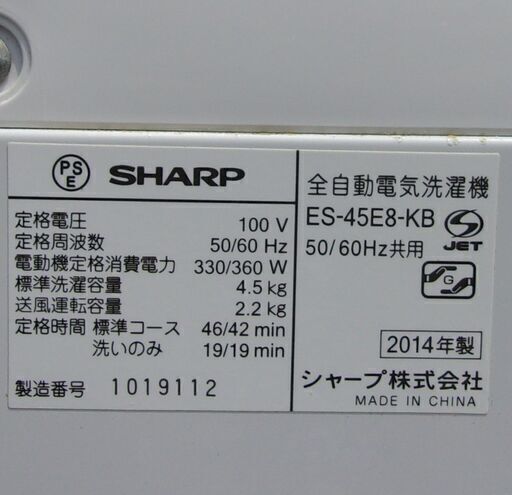 PS
E
SHARP
定格電圧 100 V
定格周波数 50/60 Hz
電動機定格消費電力 330/360 W
標準洗濯容量 4.5 kg
送風運転容量 2.2 kg
定格時間 標準コース 46/42 min
洗いのみ 19/19 min
製造番号 1019112
全自動電気洗濯機
ES-45E8-KB
JET
50/60Hz共用
G
2014年製
シャープ株式会社
MADE IN CHINA